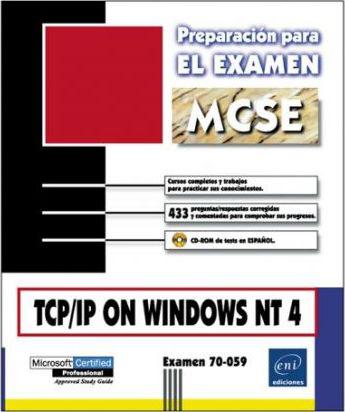 Preparación para
EL EXAMEN
MCSE
Cursos completos y trabajos
para practicar sus conocimientos.
433 preguntas/respuestas corregidas
y comentadas para comprobar sus progresos.
CD-ROM de tests en ESPAÑOL.
TCP/IP ON WINDOWS NT 4
Microsoft Certified
Professional
Approved Study Guide
Examen 70-059
eni
ediciones